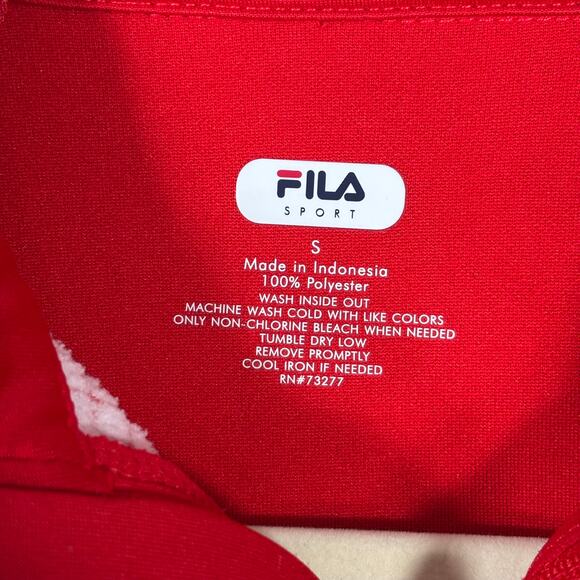 FILA
SPORT
S
Made in Indonesia
100% Polyester
WASH INSIDE OUT
MACHINE WASH COLD WITH LIKE COLORS
ONLY NON-CHLORINE BLEACH WHEN NEEDED
TUMBLE DRY LOW
REMOVE PROMPTLY
COOL IRON IF NEEDED
RN#73277